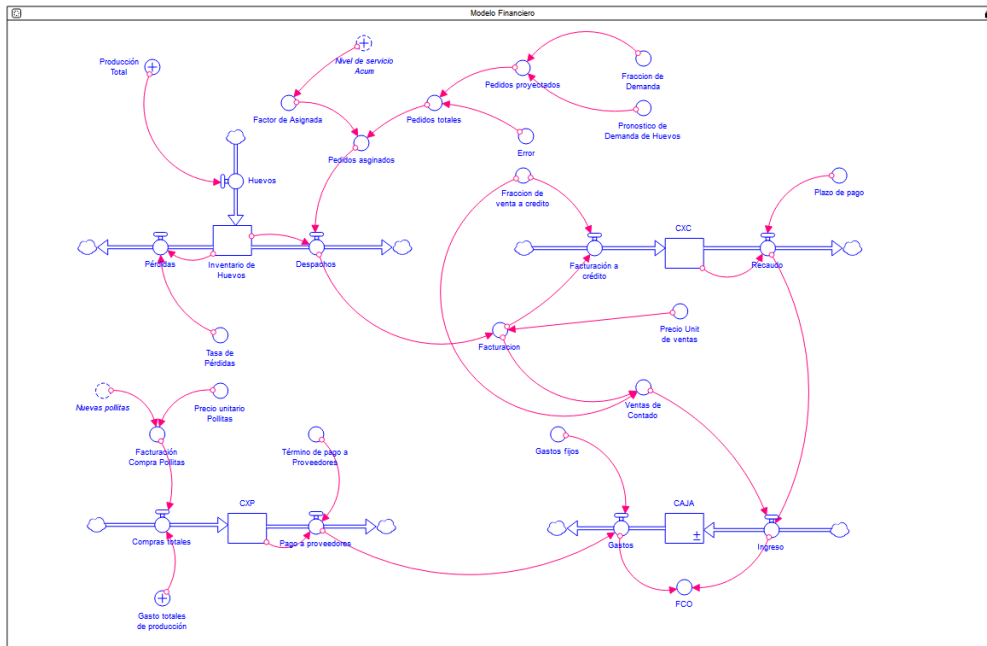 Modelo Financiero
Producción
Total
Nivel de servicio
Acum
Fraccion de
Demanda
Pedidos proyectados
Factor de Asignada
Pedidos totales
Pronostico de
Demanda de Huevos
Error
Pedidos asginados
Huevos
Fraccion de
venta a credito
Plazo de pago
CXC
Pérdidas
Inventario de
Huevos
Despachos
Facturación a
crédito
Recaudo
Precio Unit
de ventas
Facturacion
Tasa de
Pérdidas
Nuevas pollitas
Precio unitario
Pollitas
Ventas de
Contado
Facturación
Compra Pollitas
Término de pago a
Proveedores
Gastos fijos
CXP
CAJA
Compras totales
Pago a proveedores
Gastos
±
Ingreso
FCO
Gasto totales
de producción